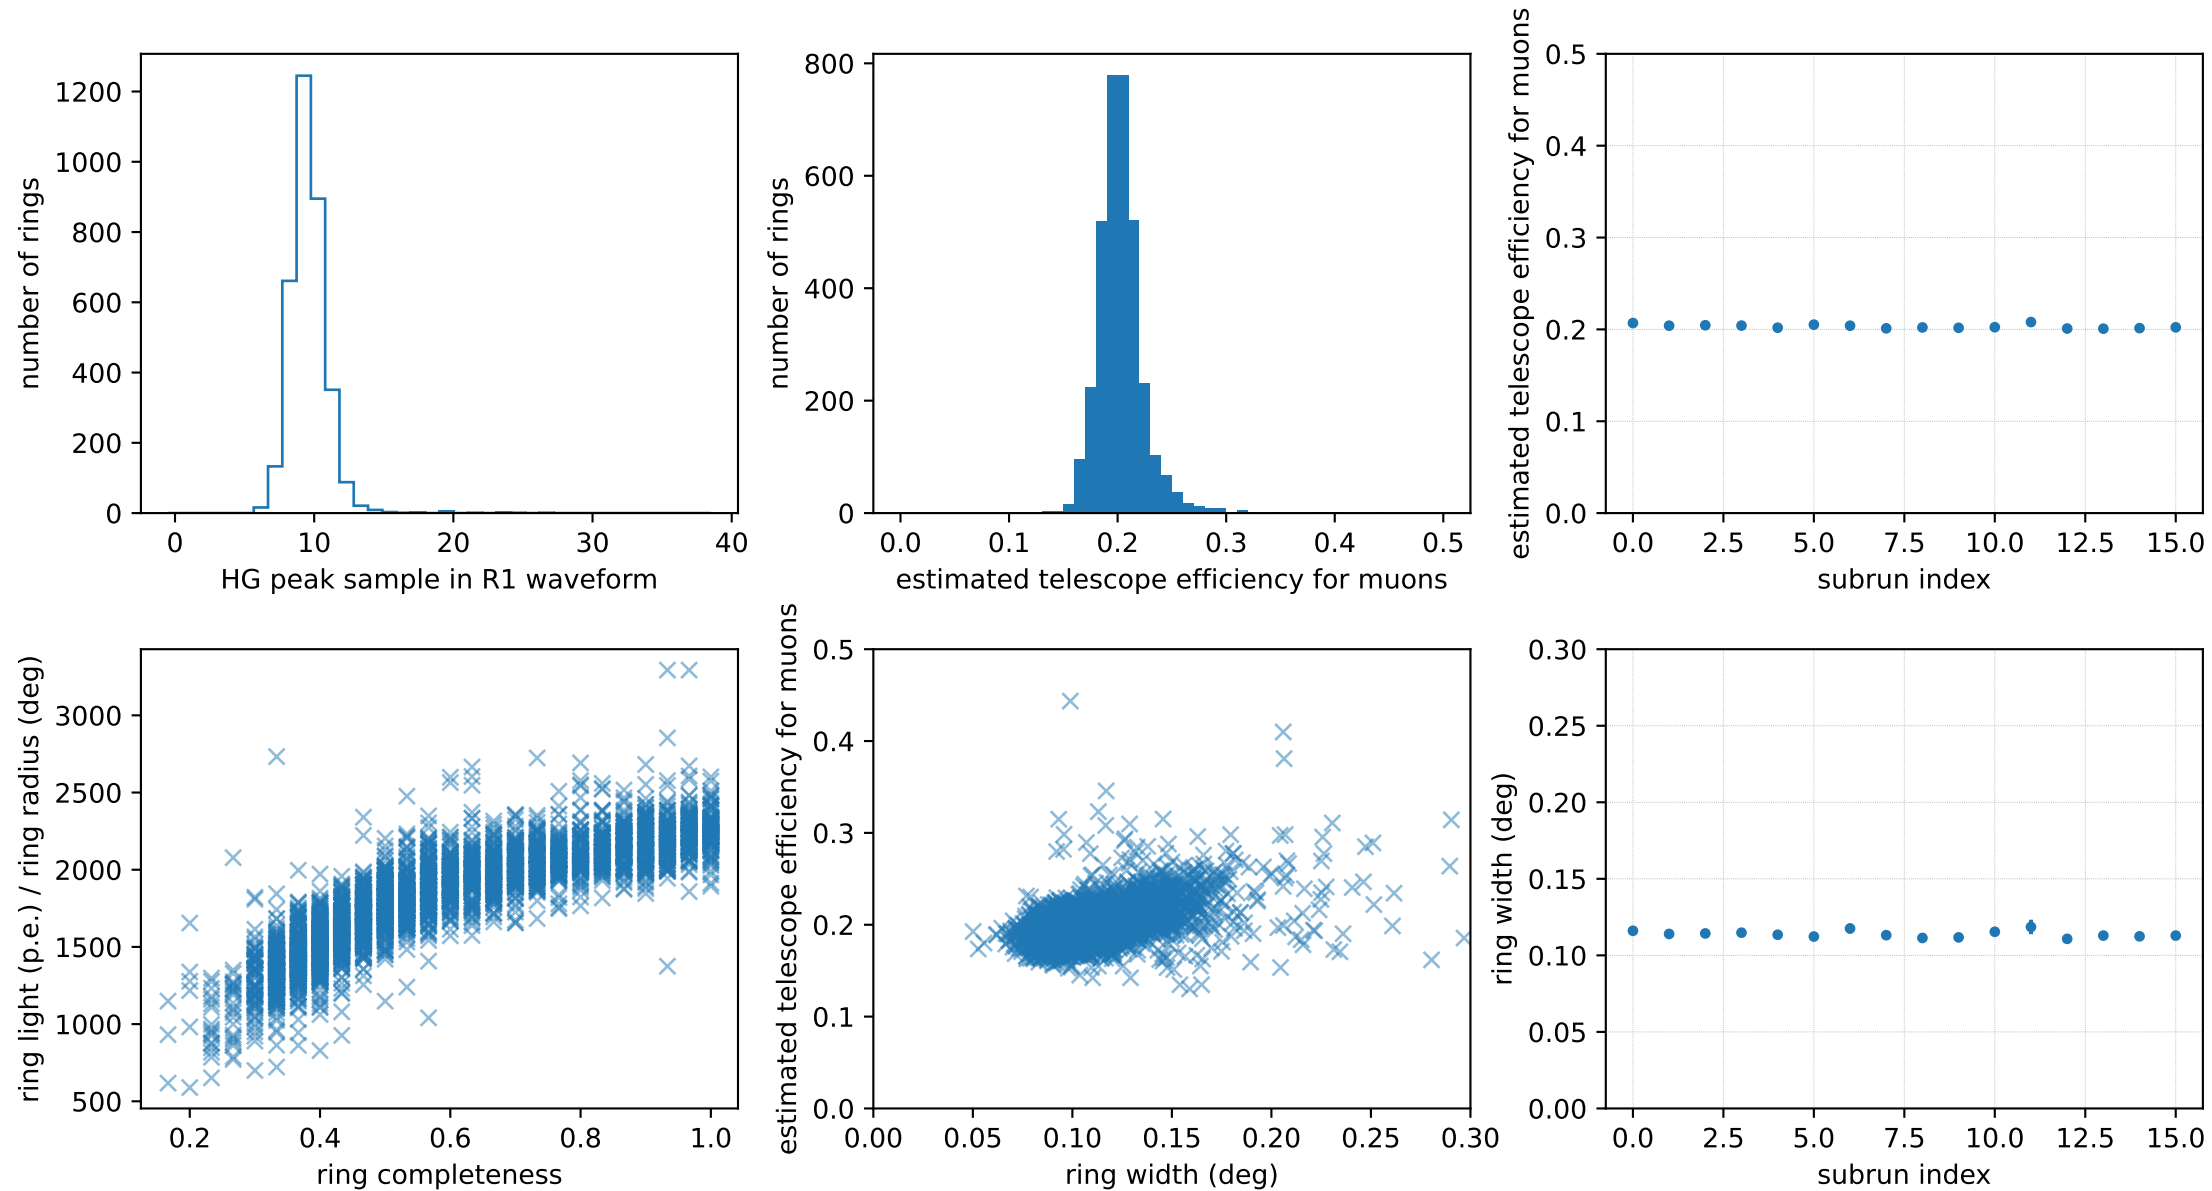 number of rings
1200
1000
800
600
400
200
0
0 10 20 30 40
HG peak sample in R1 waveform
number of rings
800
600
400
200
0
0.0 0.1 0.2 0.3 0.4 0.5
estimated telescope efficiency for muons
estimated telescope efficiency for muons
0.5
0.4
0.3
0.2
0.1
0.0
0.0 2.5 5.0 7.5 10.0 12.5 15.0
subrun index
ring light (p.e.) / ring radius (deg)
3000
2500
2000
1500
1000
500
0.2 0.4 0.6 0.8 1.0
ring completeness
estimated telescope efficiency for muons
0.5
0.4
0.3
0.2
0.1
0.0
0.00 0.05 0.10 0.15 0.20 0.25 0.30
ring width (deg)
ring width (deg)
0.30
0.25
0.20
0.15
0.10
0.05
0.00
0.0 2.5 5.0 7.5 10.0 12.5 15.0
subrun index